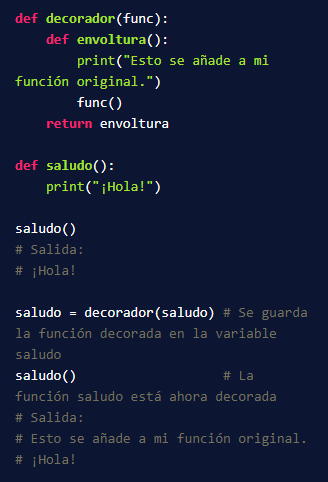 def decorador(func):
    def envoltura():
        print("Esto se añade a mi
función original.")
        func()
    return envoltura

def saludo():
    print("¡Hola!")

saludo()
# Salida:
# ¡Hola!

saludo = decorador(saludo) # Se guarda
la función decorada en la variable
saludo
saludo()                   # La
función saludo está ahora decorada
# Salida:
# Esto se añade a mi función original.
# ¡Hola!